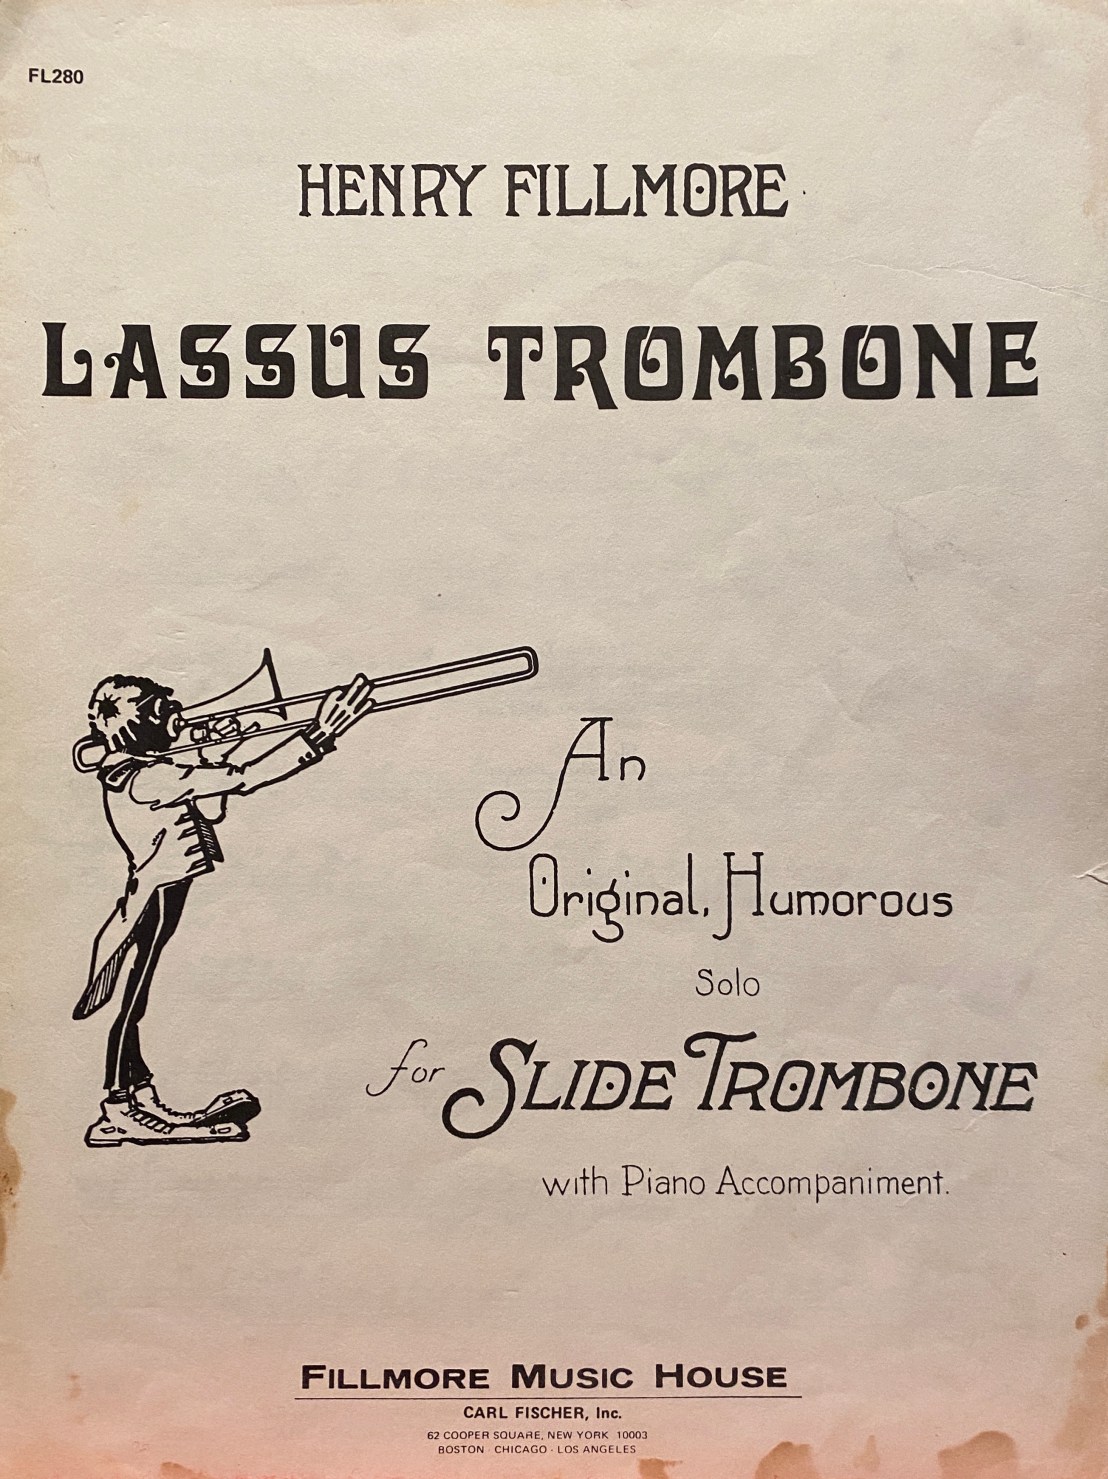 FL280
HENRY FILLMORE
LASSUS TROMBONE
An
Original, Humorous
Solo
for SLIDE TROMBONE
with Piano Accompaniment.
FILLMORE MUSIC HOUSE
CARL FISCHER, Inc.
62 COOPER SQUARE, NEW YORK 10003
BOSTON · CHICAGO · LOS ANGELES